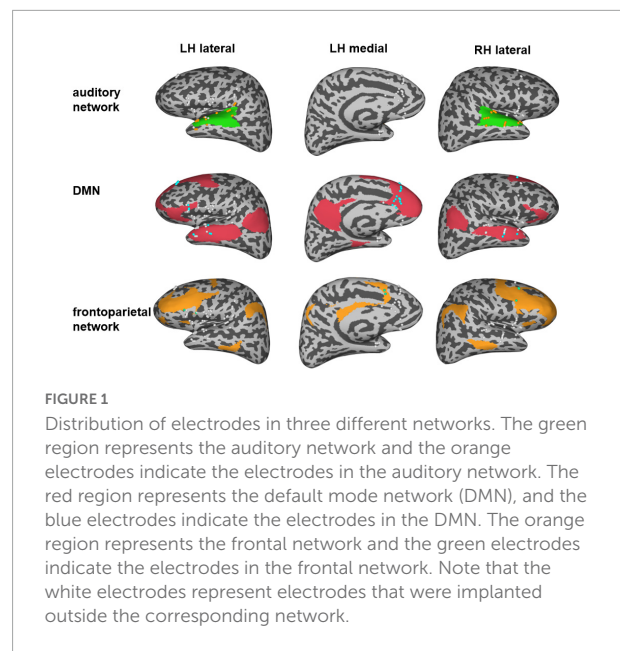 LH lateral LH medial RH lateral
auditory
network
DMN
frontoparietal
network
FIGURE 1
Distribution of electrodes in three different networks. The green
region represents the auditory network and the orange
electrodes indicate the electrodes in the auditory network. The
red region represents the default mode network (DMN), and the
blue electrodes indicate the electrodes in the DMN. The orange
region represents the frontal network and the green electrodes
indicate the electrodes in the frontal network. Note that the
white electrodes represent electrodes that were implanted
outside the corresponding network.